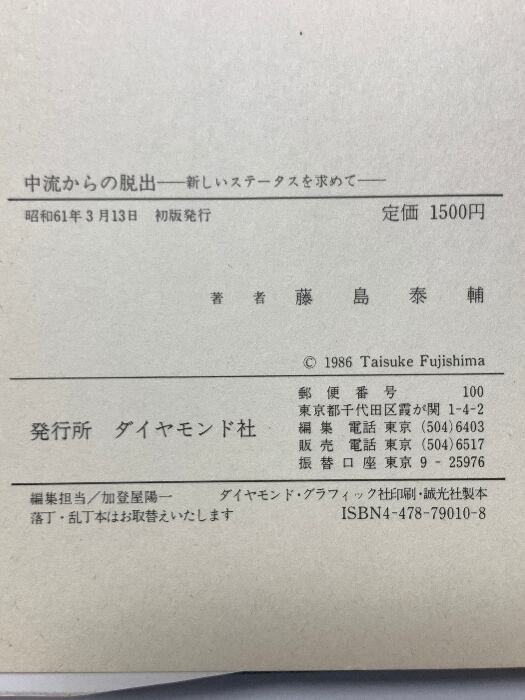 中流からの脱出――新しいステータスを求めて――
昭和61年3月13日 初版発行 定価 1500円
著者 藤島泰輔
© 1986 Taisuke Fujishima
発行所 ダイヤモンド社
郵便番号 100
東京都千代田区霞が関 1-4-2
編集 電話 東京 (504)6403
販売 電話 東京 (504)6517
振替口座 東京 9-25976
編集担当/加登屋陽一 ダイヤモンド・グラフィック社印刷・誠光社製本
落丁・乱丁本はお取替えいたします ISBN4-478-79010-8